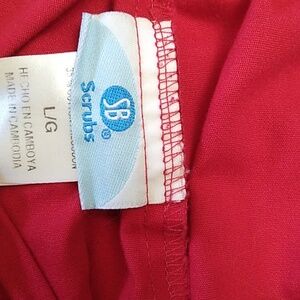 SB®
Scrubs
L/G
HECHO EN CAMBOYA
MADE IN CAMBODIA